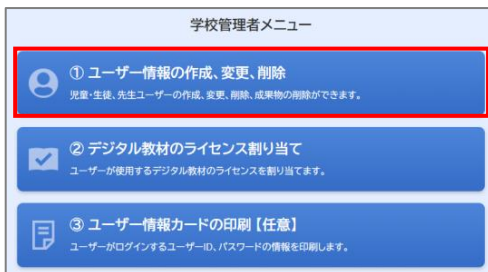 学校管理者メニュー
① ユーザー情報の作成、変更、削除
児童・生徒、先生ユーザーの作成、変更、削除、成果物の削除ができます。
② デジタル教材のライセンス割り当て
ユーザーが使用するデジタル教材のライセンスを割り当てます。
③ ユーザー情報カードの印刷【任意】
ユーザーがログインするユーザーID、パスワードの情報を印刷します。